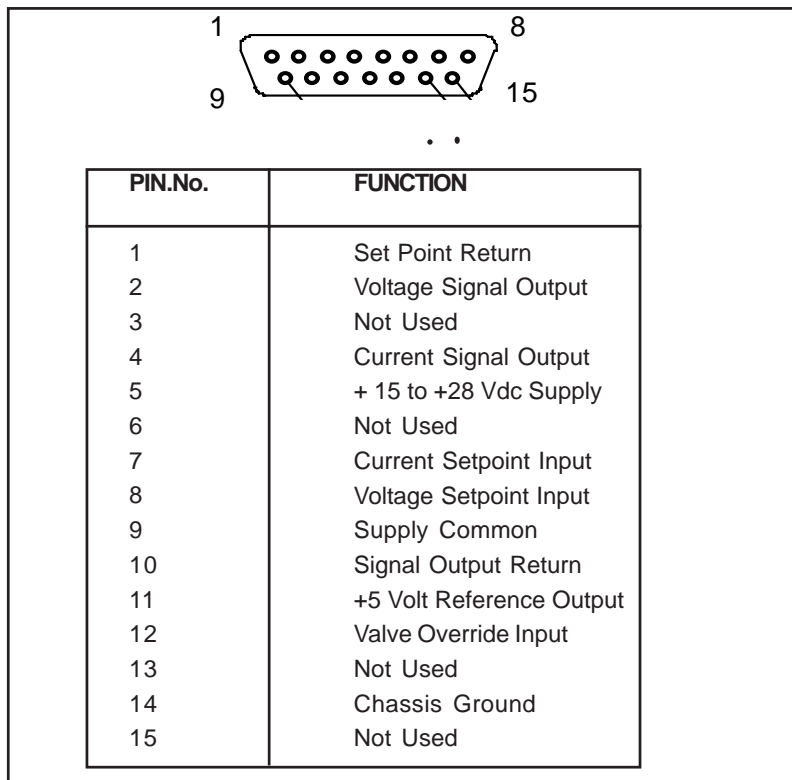 1 8
9 15
PIN.No. FUNCTION
1 Set Point Return
2 Voltage Signal Output
3 Not Used
4 Current Signal Output
5 + 15 to +28 Vdc Supply
6 Not Used
7 Current Setpoint Input
8 Voltage Setpoint Input
9 Supply Common
10 Signal Output Return
11 +5 Volt Reference Output
12 Valve Override Input
13 Not Used
14 Chassis Ground
15 Not Used